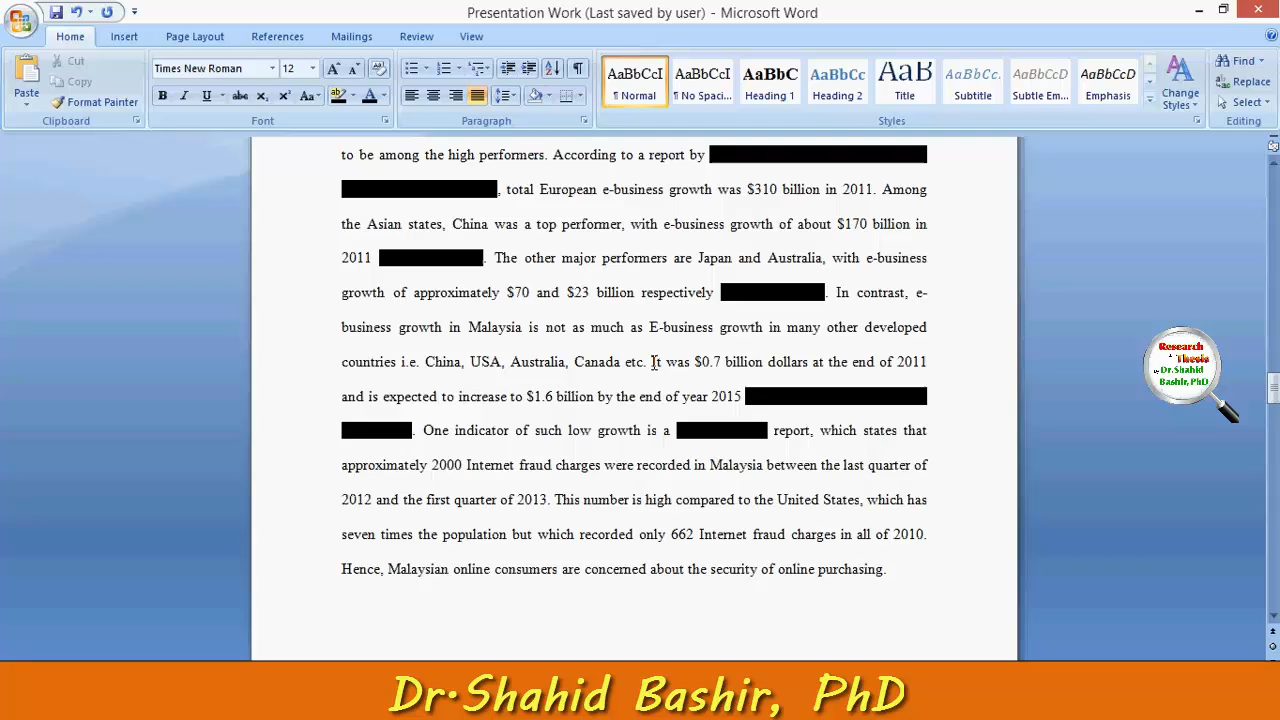 Presentation Work (Last saved by user) - Microsoft Word
Home Insert Page Layout References Mailings Review View
Paste
Cut
Copy
Format Painter
Clipboard
Times New Roman 12
B I U abc x₂ x² Aa
Font
Paragraph
AaBbCcI AaBbCcI AaBbC AaBbCc AaB AaBbCc. AaBbCcD AaBbCcD
¶ Normal ¶ No Spaci... Heading 1 Heading 2 Title Subtitle Subtle Em... Emphasis
Change
Styles
Styles
Find
Replace
Select
Editing
to be among the high performers. According to a report by
, total European e-business growth was $310 billion in 2011. Among
the Asian states, China was a top performer, with e-business growth of about $170 billion in
2011 . The other major performers are Japan and Australia, with e-business
growth of approximately $70 and $23 billion respectively . In contrast, e-
business growth in Malaysia is not as much as E-business growth in many other developed
countries i.e. China, USA, Australia, Canada etc. It was $0.7 billion dollars at the end of 2011
and is expected to increase to $1.6 billion by the end of year 2015
. One indicator of such low growth is a report, which states that
approximately 2000 Internet fraud charges were recorded in Malaysia between the last quarter of
2012 and the first quarter of 2013. This number is high compared to the United States, which has
seven times the population but which recorded only 662 Internet fraud charges in all of 2010.
Hence, Malaysian online consumers are concerned about the security of online purchasing.
Research
Thesis
by Dr.Shahid
Bashir, PhD
Dr.Shahid Bashir, PhD